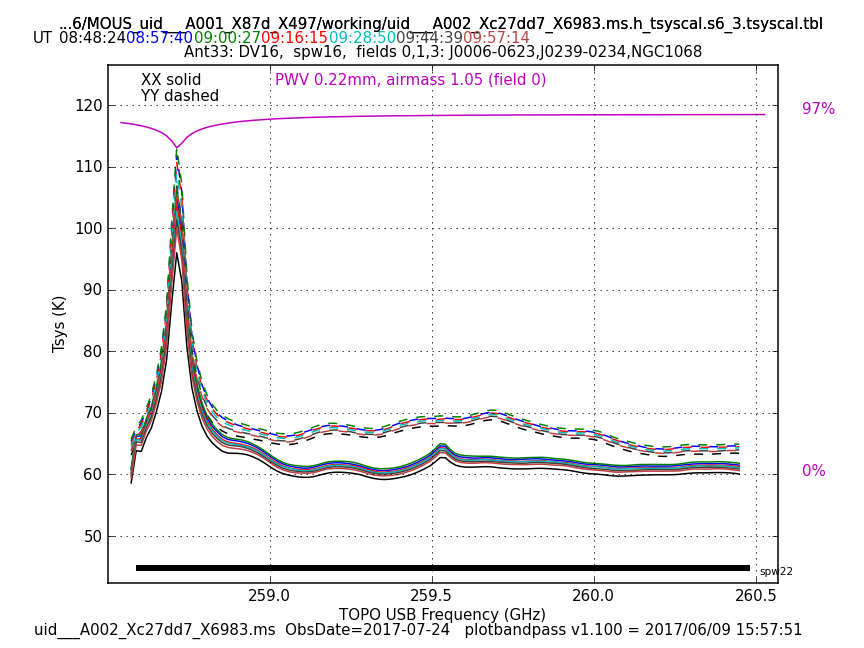 ...6/MOUS_uid___A001_X87d_X497/working/uid___A002_Xc27dd7_X6983.ms.h_tsyscal.s6_3.tsyscal.tbl
UT 08:48:24 08:57:40 09:00:27 09:16:15 09:28:50 09:44:39 09:57:14
Ant33: DV16, spw16, fields 0,1,3: J0006-0623,J0239-0234,NGC1068
XX solid
YY dashed
PWV 0.22mm, airmass 1.05 (field 0)
97%
0%
120
110
100
90
80
70
60
50
Tsys (K)
spw22
259.0 259.5 260.0 260.5
TOPO USB Frequency (GHz)
uid___A002_Xc27dd7_X6983.ms ObsDate=2017-07-24 plotbandpass v1.100 = 2017/06/09 15:57:51